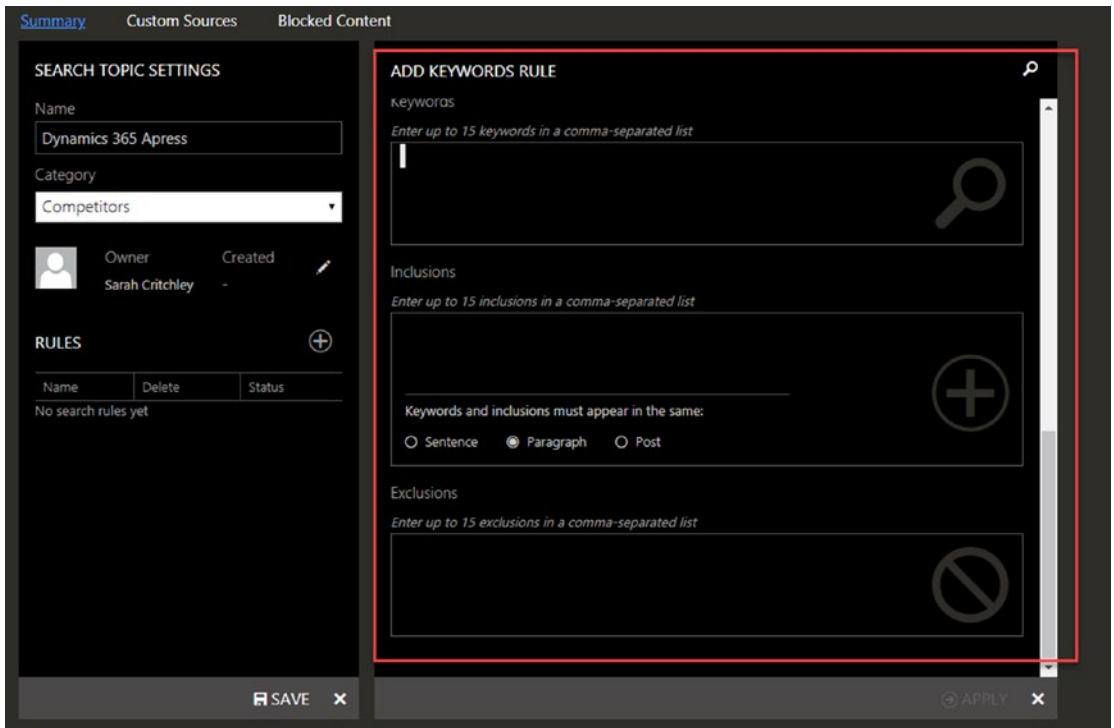 Summary Custom Sources Blocked Content
SEARCH TOPIC SETTINGS
Name
Dynamics 365 Apress
Category
Competitors
Owner Created
Sarah Critchley -
RULES
Name Delete Status
No search rules yet
SAVE
ADD KEYWORDS RULE
Keywords
Enter up to 15 keywords in a comma-separated list
Inclusions
Enter up to 15 inclusions in a comma-separated list
Keywords and inclusions must appear in the same:
Sentence Paragraph Post
Exclusions
Enter up to 15 exclusions in a comma-separated list
APPLY